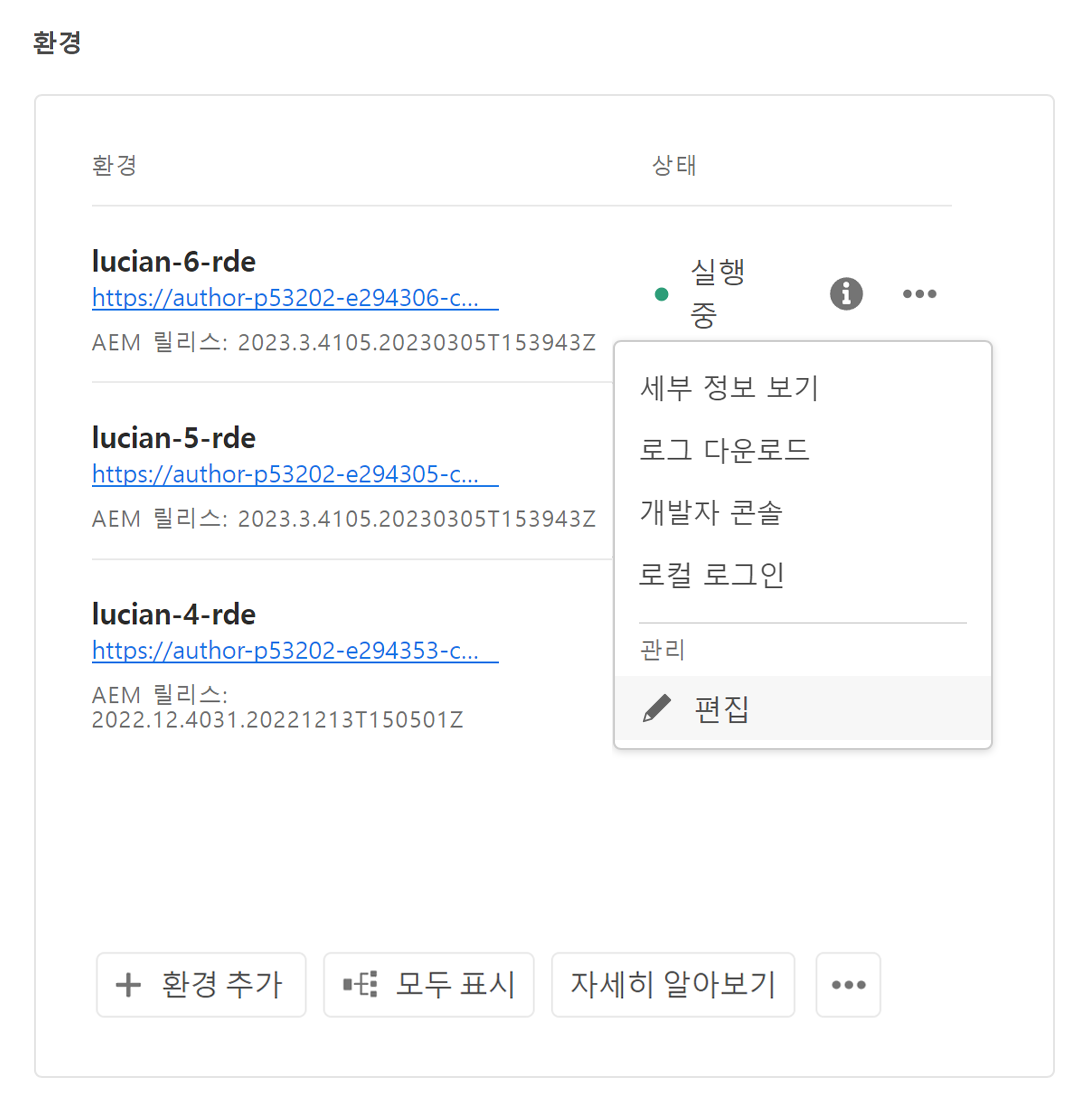 환경
환경 상태
lucian-6-rde
https://author-p53202-e294306-c...
AEM 릴리스: 2023.3.4105.20230305T153943Z
실행
중
lucian-5-rde
https://author-p53202-e294305-c...
AEM 릴리스: 2023.3.4105.20230305T153943Z
lucian-4-rde
https://author-p53202-e294353-c...
AEM 릴리스:
2022.12.4031.20221213T150501Z
세부 정보 보기
로그 다운로드
개발자 콘솔
로컬 로그인
관리
편집
환경 추가 모두 표시 자세히 알아보기